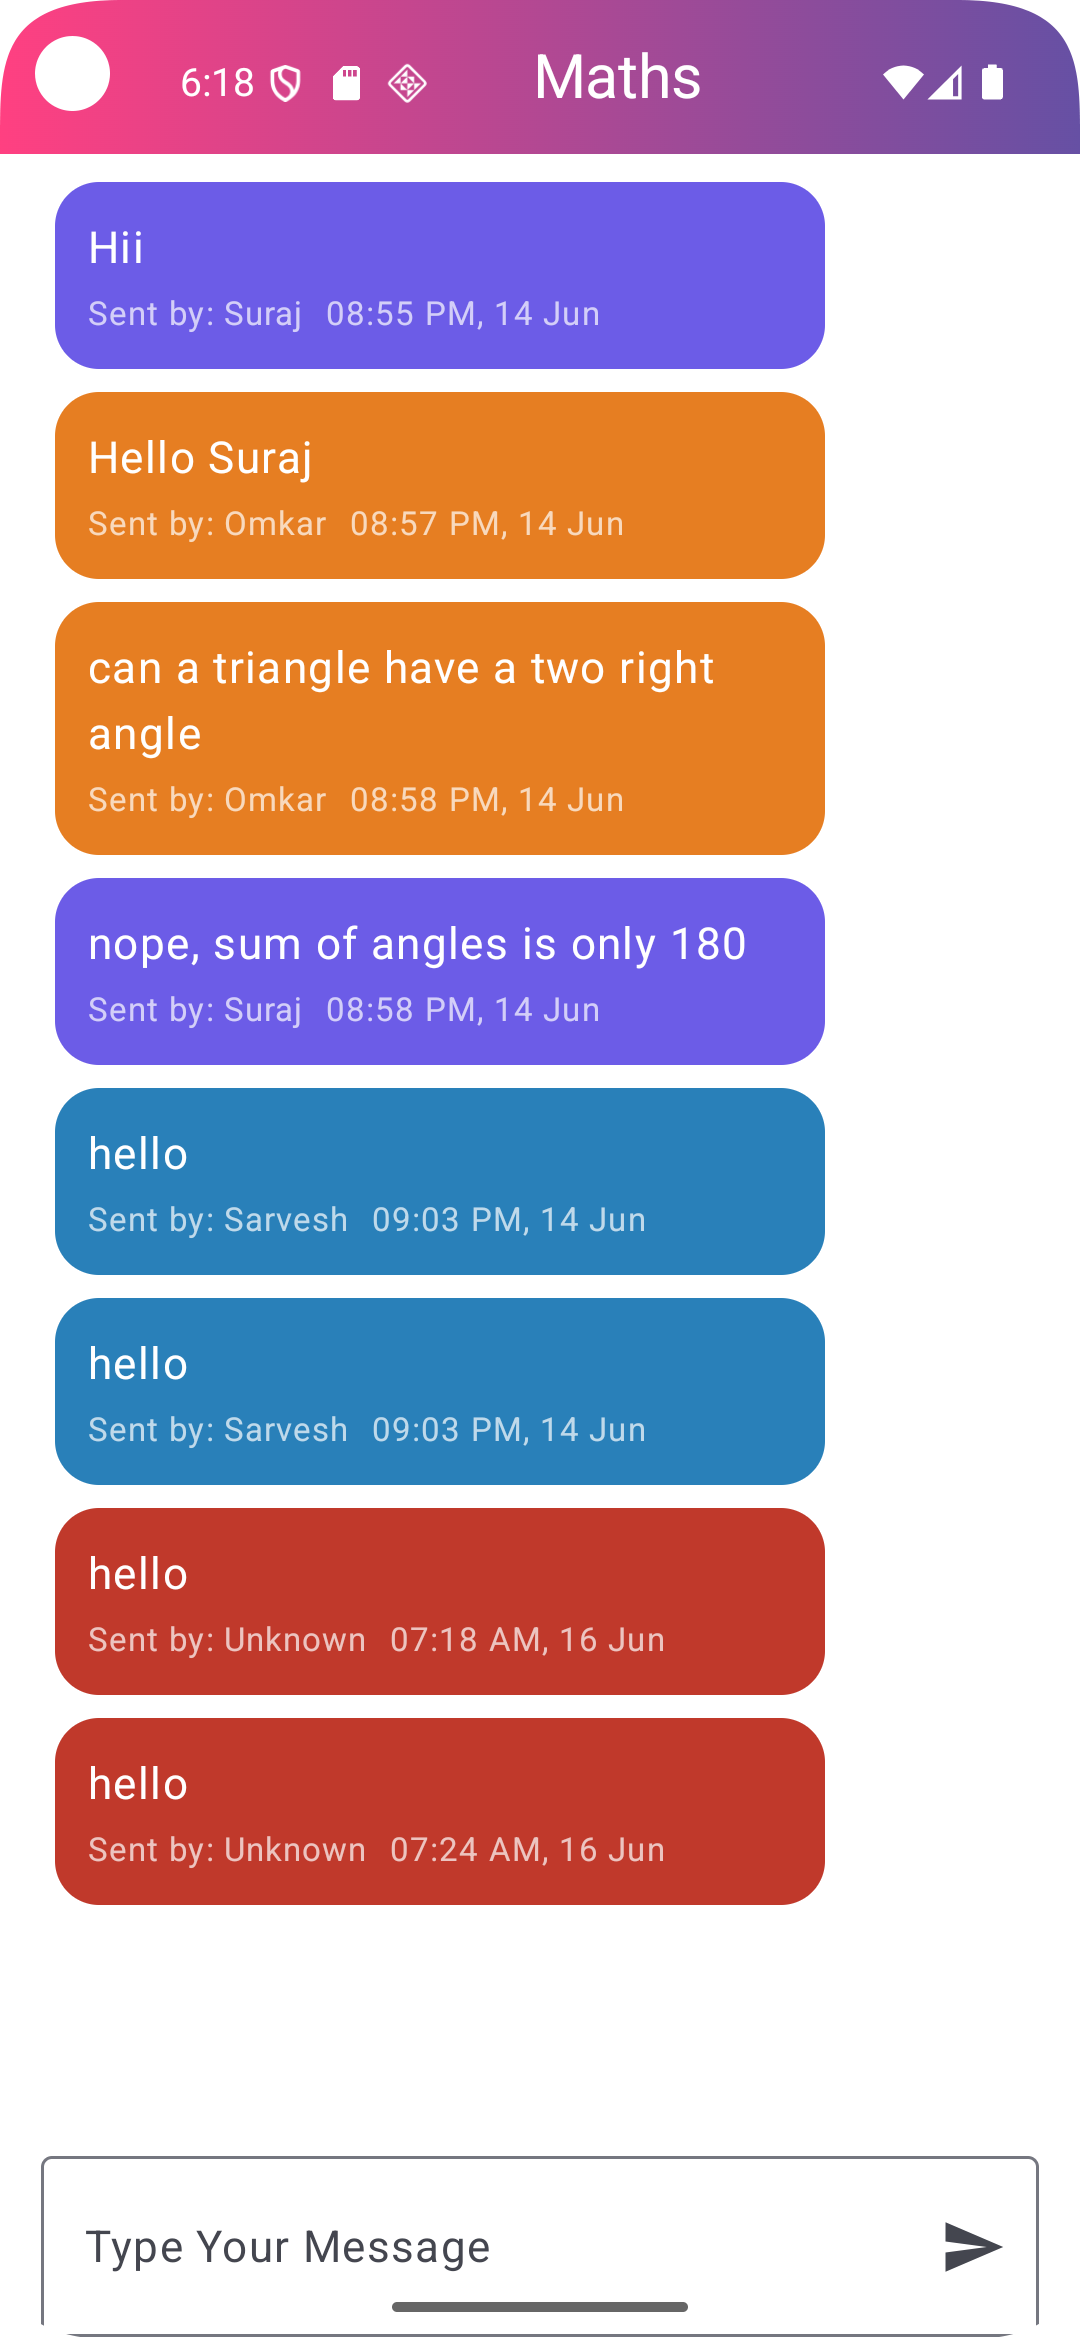 6:18
Maths
Hii
Sent by: Suraj 08:55 PM, 14 Jun
Hello Suraj
Sent by: Omkar 08:57 PM, 14 Jun
can a triangle have a two right
angle
Sent by: Omkar 08:58 PM, 14 Jun
nope, sum of angles is only 180
Sent by: Suraj 08:58 PM, 14 Jun
hello
Sent by: Sarvesh 09:03 PM, 14 Jun
hello
Sent by: Sarvesh 09:03 PM, 14 Jun
hello
Sent by: Unknown 07:18 AM, 16 Jun
hello
Sent by: Unknown 07:24 AM, 16 Jun
Type Your Message